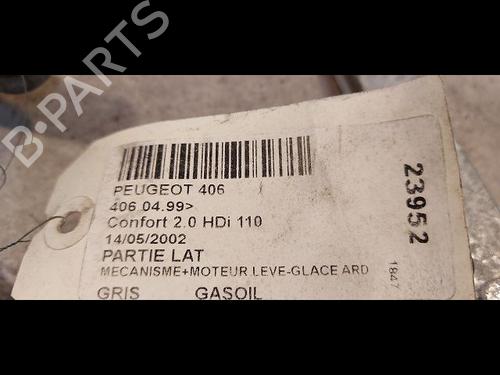 B-PARTS
PEUGEOT 406
406 04.99>
Confort 2.0 HDi 110
14/05/2002
PARTIE LAT
MECANISME+MOTEUR LEVE-GLACE ARD
GRIS GASOIL
23952
1847